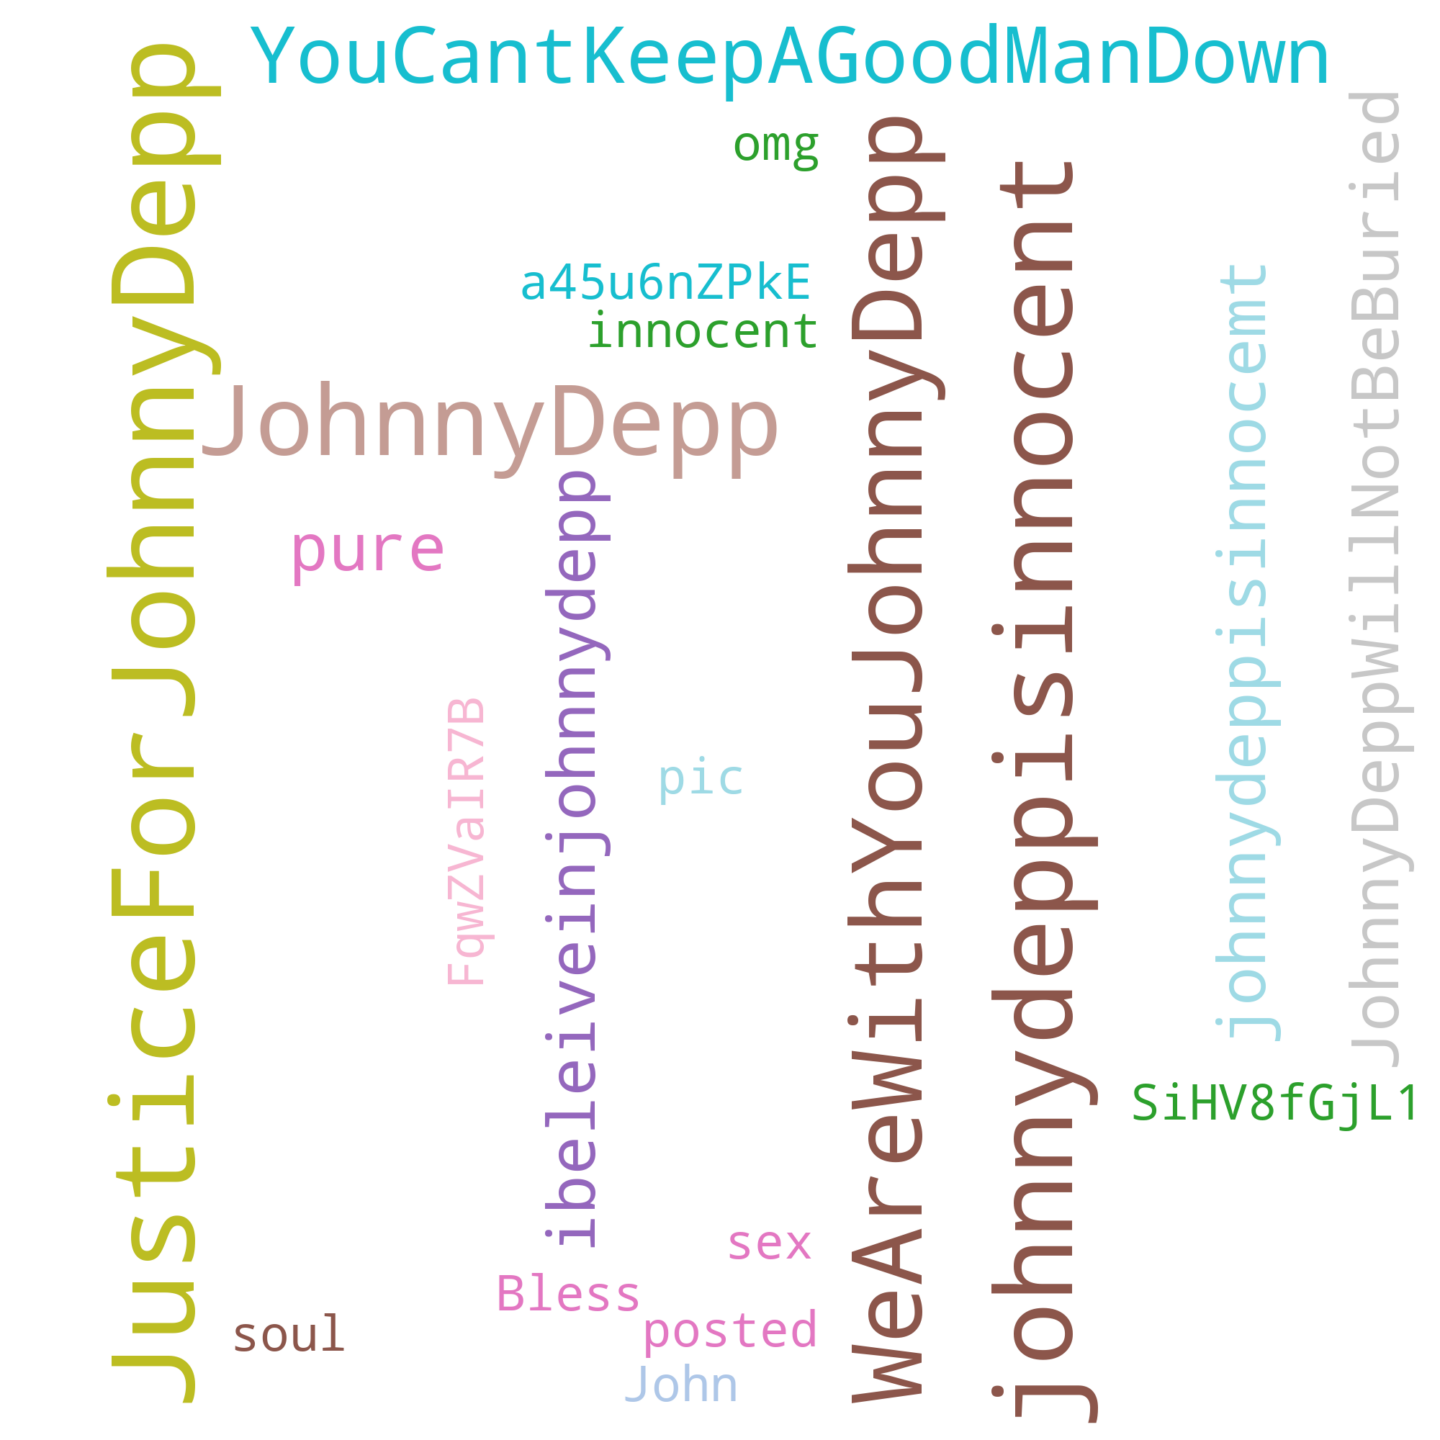 YouCantKeepAGoodManDown
JusticeForJohnnyDepp
omg
a45u6nZPkE
innocent
JohnnyDepp
pure
ibeleiveinjohnnydepp
FqwZVaIR7B
pic
WeAreWithYouJohnnyDepp
johnnydeppisinnocent
johnnydeppisinnocemt
JohnnyDeppWillNotBeBuried
SiHV8fGjL1
sex
Bless
posted
soul
John